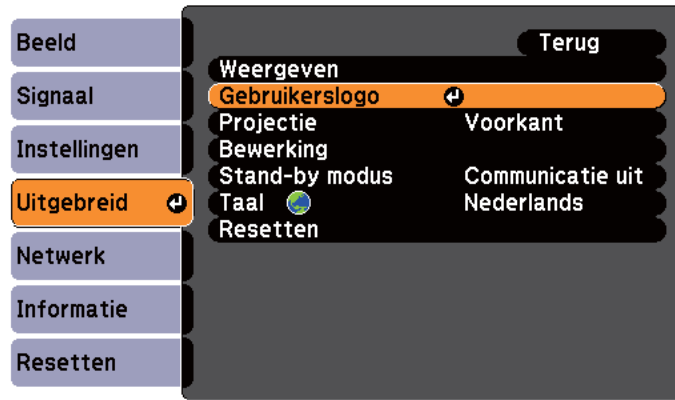 Beeld
Signaal
Instellingen
Uitgebreid
Netwerk
Informatie
Resetten
Terug
Weergeven
Gebruikerslogo
Projectie Voorkant
Bewerking
Stand-by modus Communicatie uit
Taal Nederlands
Resetten